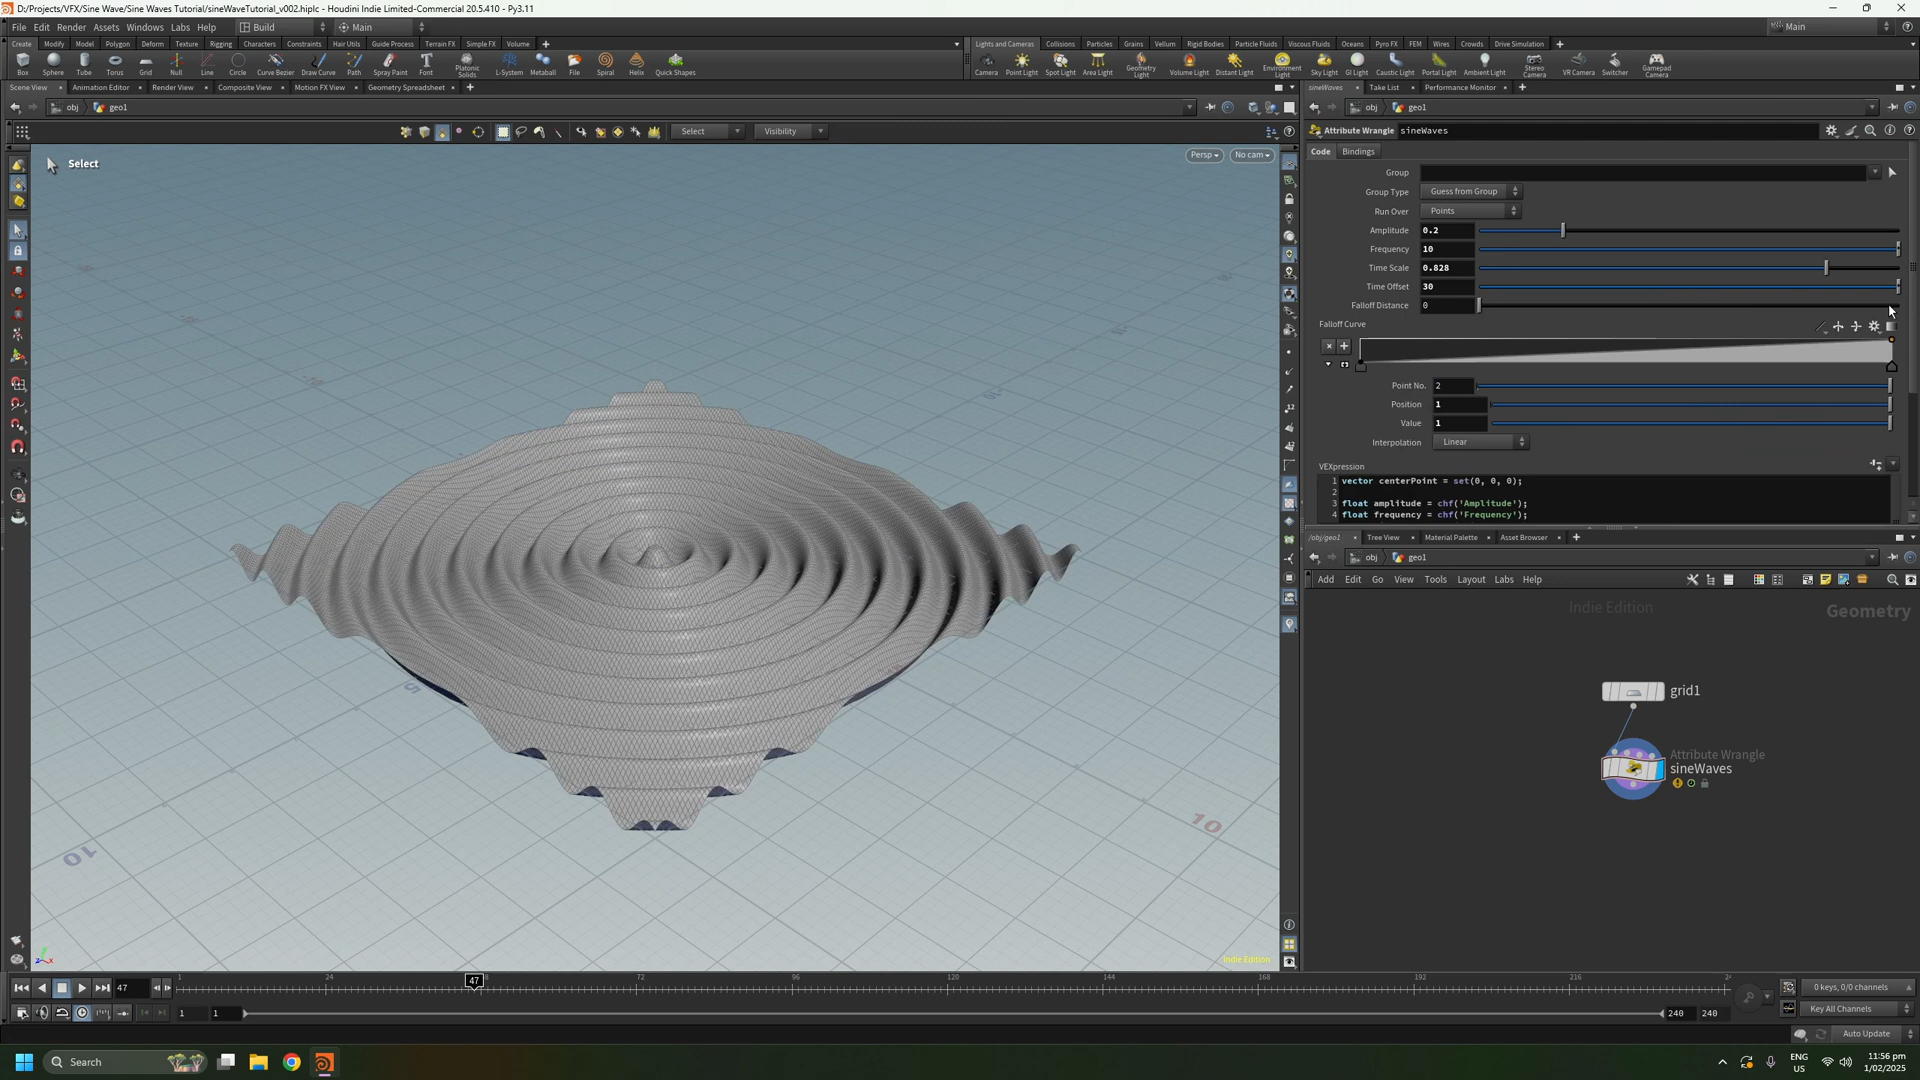 D:/Projects/VFX/Sine Wave/Sine Waves Tutorial/sineWaveTutorial_v002.hiplc - Houdini Indie Limited-Commercial 20.5.410 - Py3.11
File Edit Render Assets Windows Labs Help Build Main Main
Create Modify Model Polygon Deform Texture Rigging Characters Constraints Hair Utils Guide Process Terrain FX Simple FX Volume
Lights and Cameras Collisions Particles Grains Vellum Rigid Bodies Particle Fluids Viscous Fluids Oceans Pyro FX FEM Wires Crowds Drive Simulation
Box Sphere Tube Torus Grid Null Line Circle Curve Bezier Draw Curve Path Spray Paint Font Platonic Solids L-System Metaball File Spiral Helix Quick Shapes
Camera Point Light Spot Light Area Light Geometry Light Volume Light Distant Light Environment Light Sky Light GI Light Caustic Light Portal Light Ambient Light Stereo Camera VR Camera Switcher Gamepad Camera
Scene View Animation Editor Render View Composite View Motion FX View Geometry Spreadsheet
sineWaves Take List Performance Monitor
obj geo1
obj geo1
Select Visibility
Attribute Wrangle sineWaves
Select
Persp No cam
Code Bindings
Group
Group Type Guess from Group
Run Over Points
Amplitude 0.2
Frequency 10
Time Scale 0.828
Time Offset 30
Falloff Distance 0
Falloff Curve
Point No. 2
Position 1
Value 1
Interpolation Linear
VEXpression
1 vector centerPoint = set(0, 0, 0);
2
3 float amplitude = chf('Amplitude');
4 float frequency = chf('Frequency');
/obj/geo1 Tree View Material Palette Asset Browser
obj geo1
Add Edit Go View Tools Layout Labs Help
Indie Edition Geometry
grid1
Attribute Wrangle
sineWaves
10
5
10
10
Indie Edition
1 24 72 96 120 144 168 192 216
47
47
0 keys, 0/0 channels
1 1 240 240
Key All Channels
Auto Update
Search
ENG
US
11:56 pm
1/02/2025